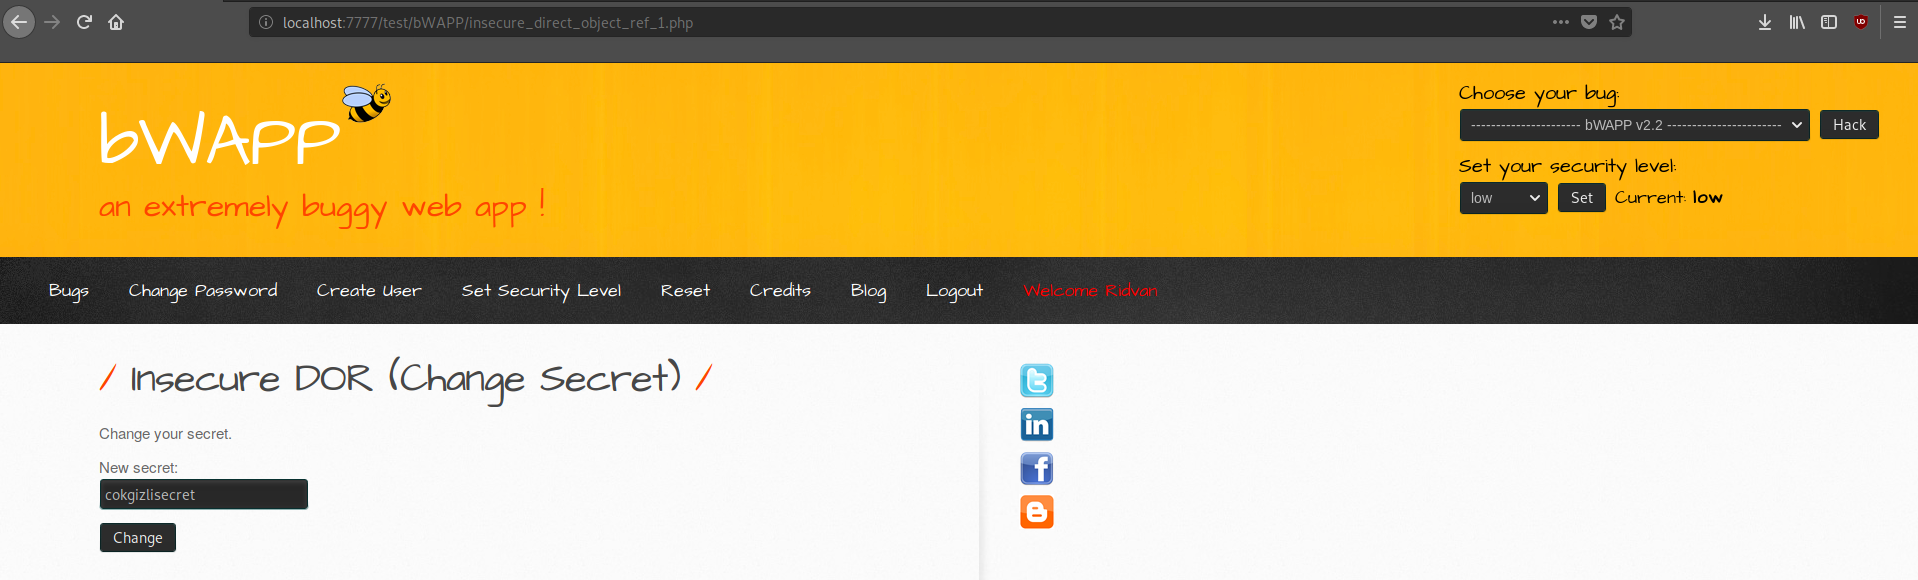 localhost:7777/test/bWAPP/insecure_direct_object_ref_1.php
bWAPP
an extremely buggy web app !
Choose your bug:
---------------------- bWAPP v2.2 -----------------------
Hack
Set your security level:
low
Set
Current: low
Bugs
Change Password
Create User
Set Security Level
Reset
Credits
Blog
Logout
Welcome Ridvan
/ Insecure DOR (Change Secret) /
Change your secret.
New secret:
cokgizlisecret
Change